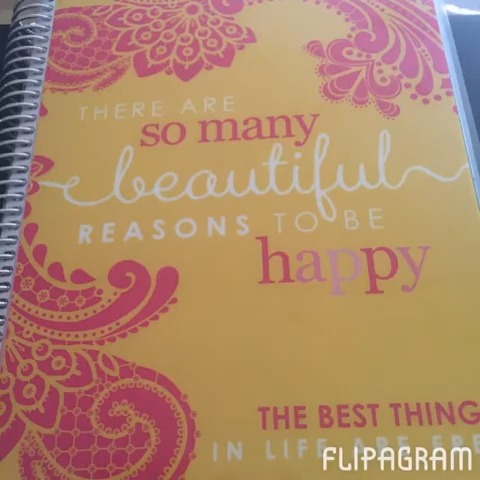 THERE ARE
so many
beautiful
REASONS TO BE
happy
THE BEST THING
IN LIFE ARE
FLIPAGRAM